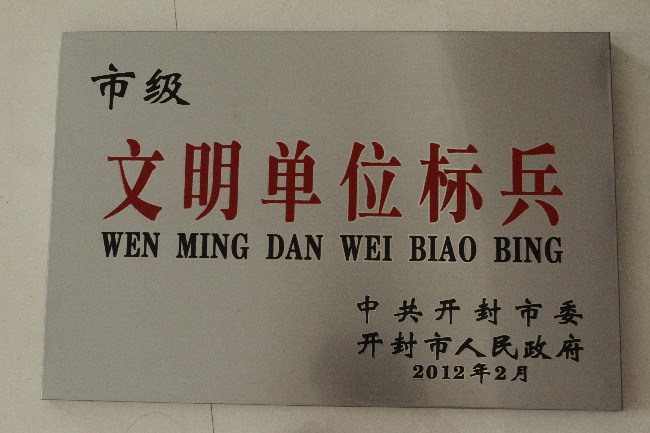 市级
文明单位标兵
WEN MING DAN WEI BIAO BING
中共开封市委
开封市人民政府
2012年2月